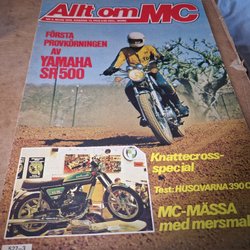 Allt om MC
FÖRSTA
PROVKÖRNINGEN
AV
YAMAHA
SR 500
Knattecross-
special
Test: HUSQVARNA 390 C
MC-MÄSSA
med mersmak